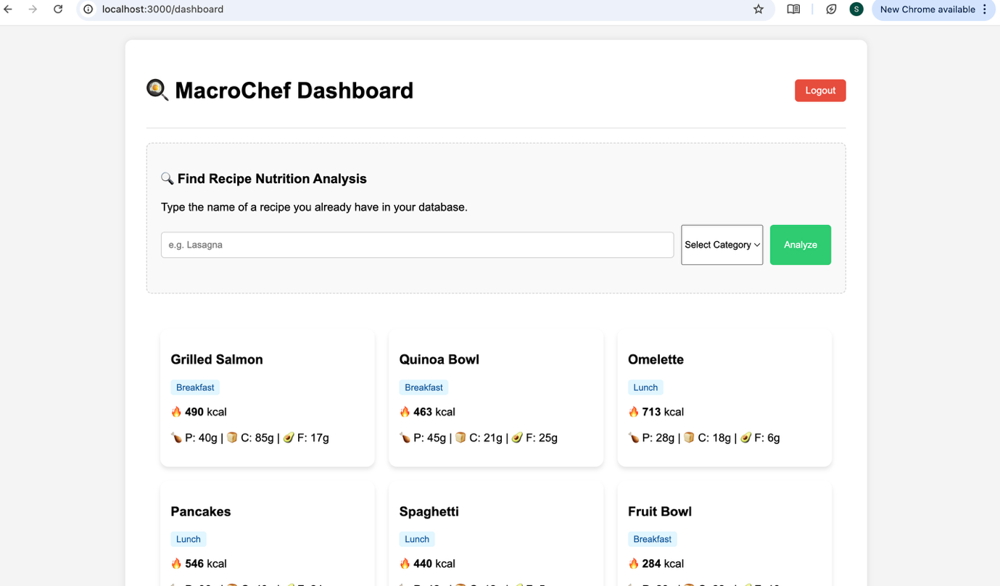 localhost:3000/dashboard
S
New Chrome available
MacroChef Dashboard
Logout
Find Recipe Nutrition Analysis
Type the name of a recipe you already have in your database.
e.g. Lasagna
Select Category
Analyze
Grilled Salmon
Breakfast
490 kcal
P: 40g | C: 85g | F: 17g
Quinoa Bowl
Breakfast
463 kcal
P: 45g | C: 21g | F: 25g
Omelette
Lunch
713 kcal
P: 28g | C: 18g | F: 6g
Pancakes
Lunch
546 kcal
Spaghetti
Lunch
440 kcal
Fruit Bowl
Breakfast
284 kcal